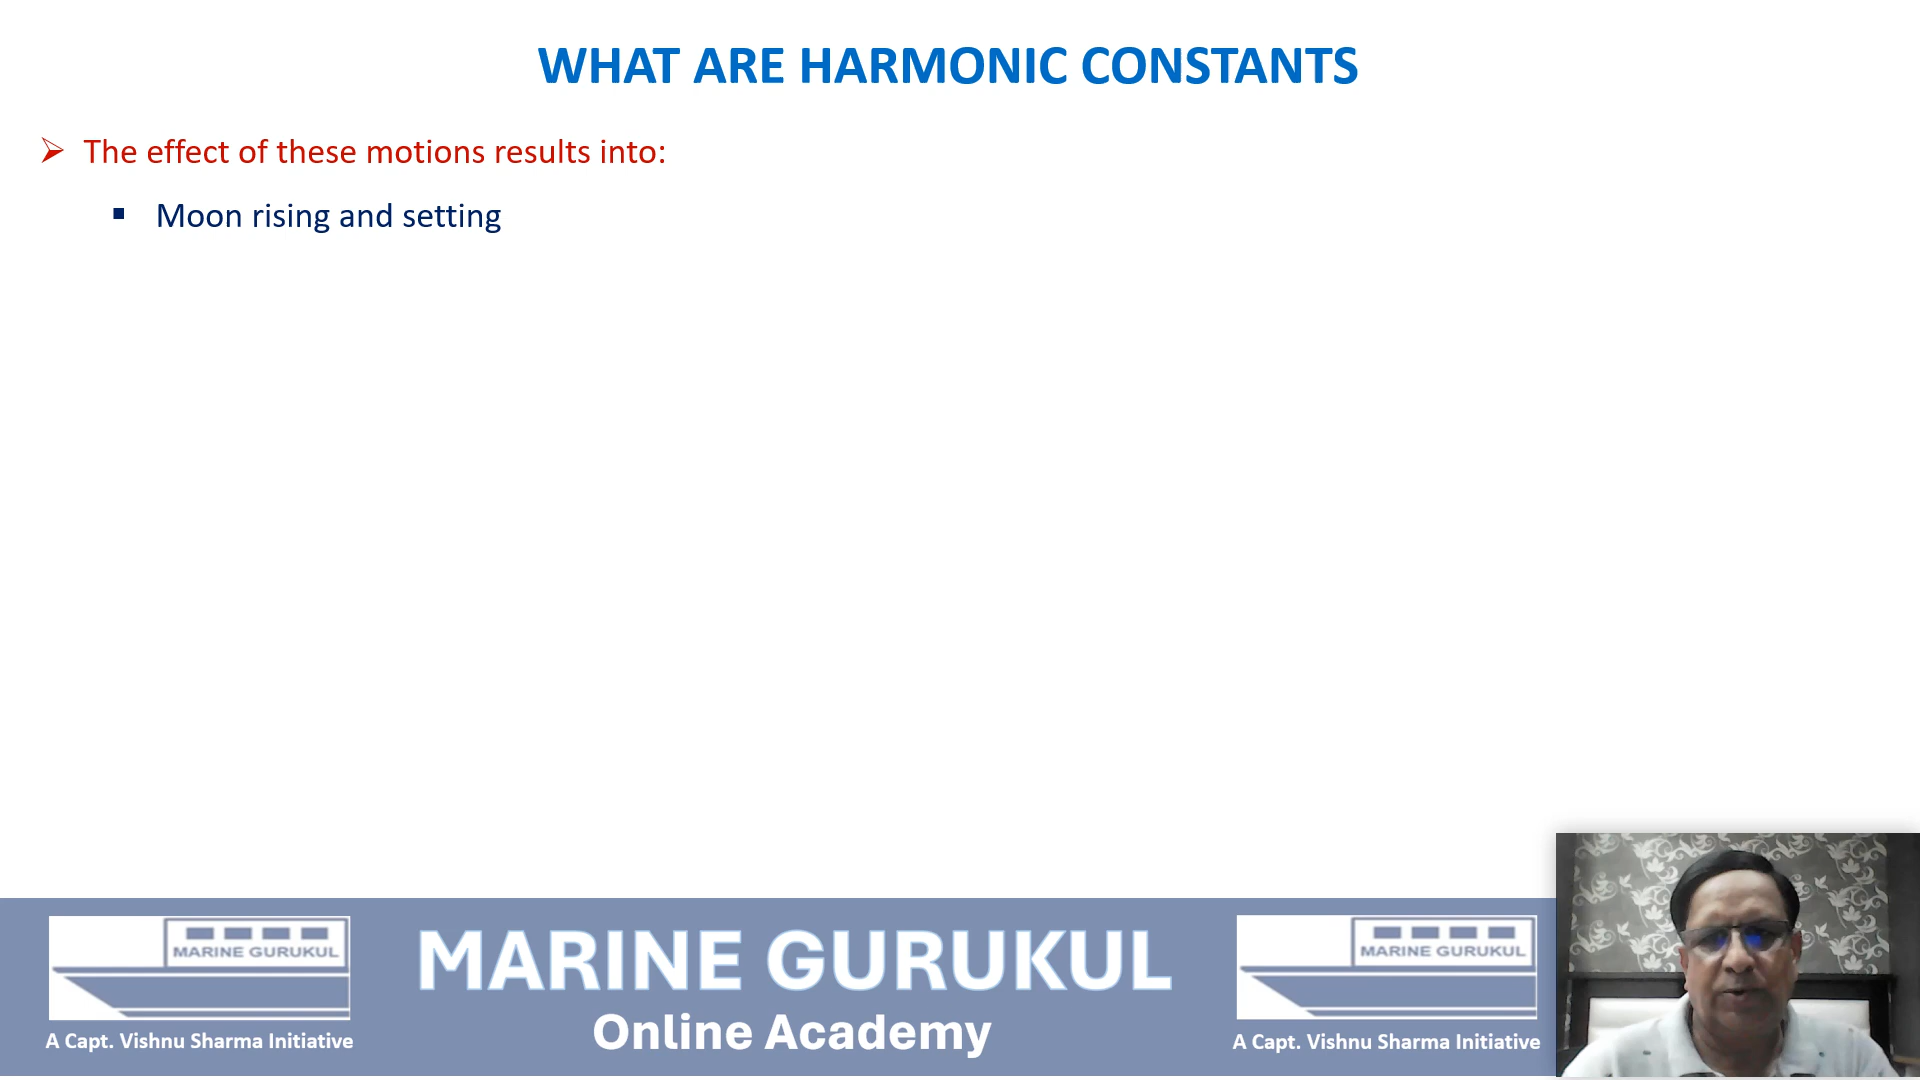 WHAT ARE HARMONIC CONSTANTS
The effect of these motions results into:
Moon rising and setting
MARINE GURUKUL
A Capt. Vishnu Sharma Initiative
MARINE GURUKUL
Online Academy
MARINE GURUKUL
A Capt. Vishnu Sharma Initiative